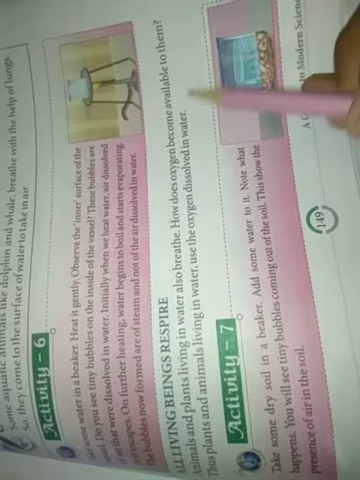 Some aquatic animals like dolphin and whale, breathe with the help of lungs
So, they come to the surface of water to take in air.
Activity – 6
some water in a beaker. Heat it gently. Observe the 'inner' surface of the
Do you see tiny bubbles on the inside of the vessel? These bubbles are
that were dissolved in water. Initially when we heat water, air dissolved
escapes. On further heating, water begins to boil and starts evaporating.
The bubbles now formed are of steam and not of the air dissolved in water.
ALL LIVING BEINGS RESPIRE
Animals and plants living in water also breathe. How does oxygen become available to them?
Thus plants and animals living in water, use the oxygen dissolved in water.
Activity – 7
Take some dry soil in a beaker. Add some water to it. Note what
happens. You will see tiny bubbles coming out of the soil. This show the
presence of air in the soil.
149
to Modern Scienc